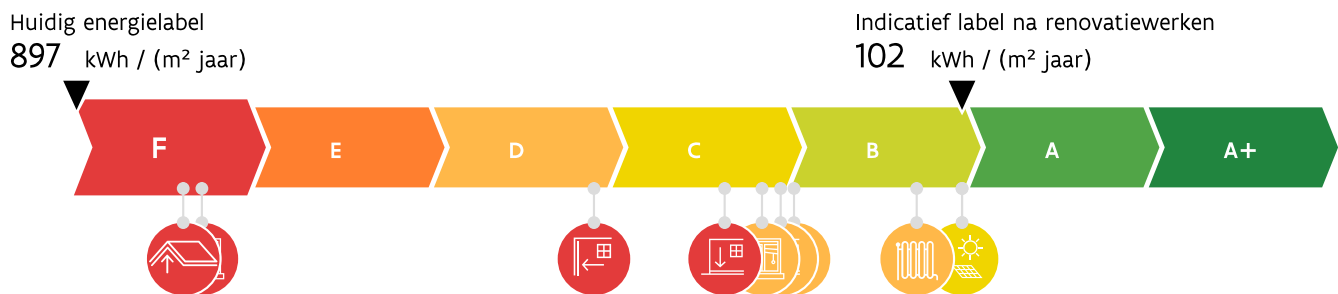 Huidig energielabel
897 kWh / (m² jaar)
Indicatief label na renovatiewerken
102 kWh / (m² jaar)
F E D C B A A+